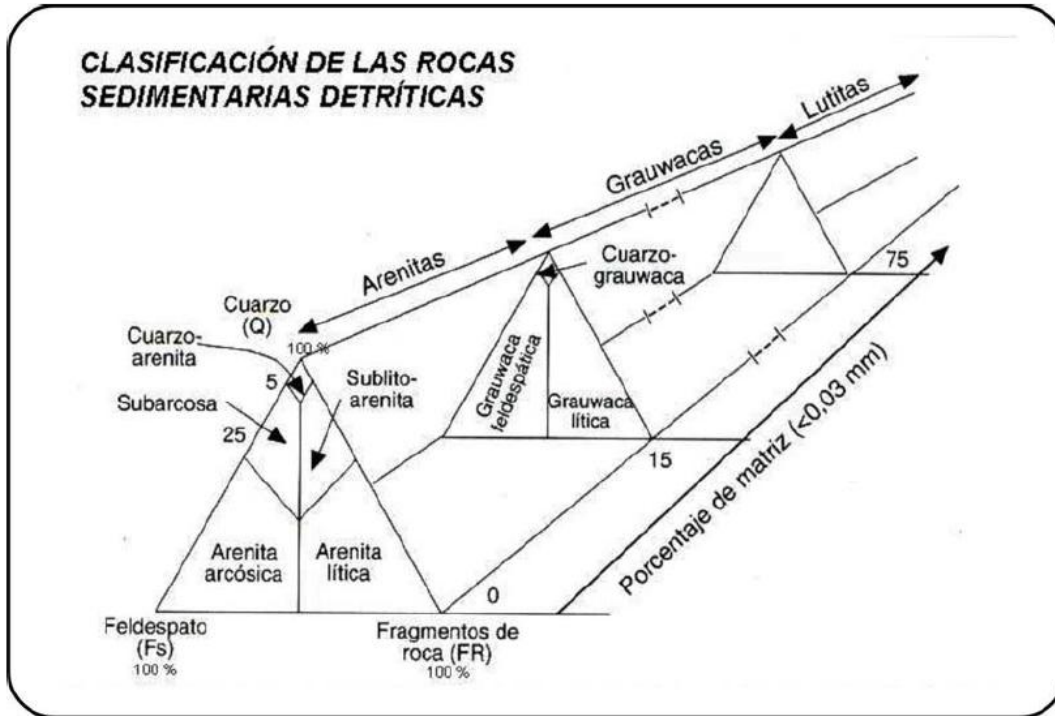 CLASIFICACIÓN DE LAS ROCAS
SEDIMENTARIAS DETRÍTICAS
Lutitas
Grauwacas
Arenitas
Cuarzo-
grauwaca
Cuarzo
(Q)
100 %
Cuarzo-
arenita
5
Sublito-
arenita
Subarcosa
25
Grauwaca
feldespática
Grauwaca
lítica
75
15
0
Porcentaje de matriz (<0,03 mm)
Arenita
arcósica
Arenita
lítica
Feldespato
(Fs)
100 %
Fragmentos de
roca (FR)
100 %